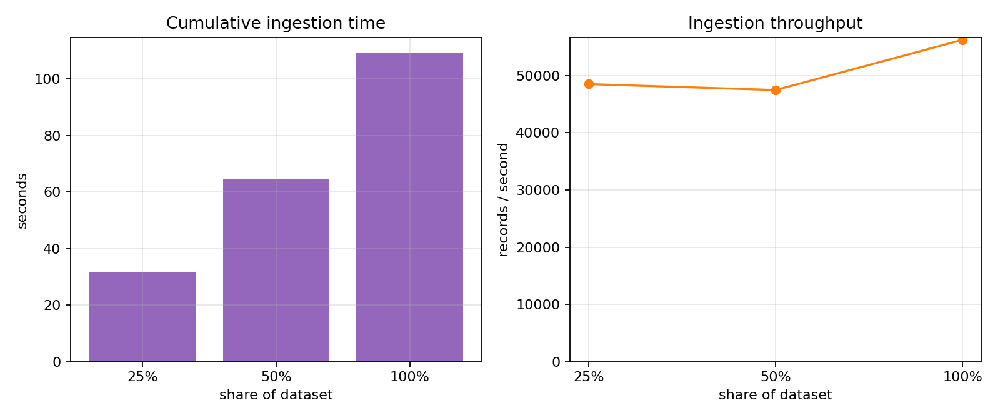 Cumulative ingestion time
100
80
60
40
20
0
seconds
25% 50% 100%
share of dataset
Ingestion throughput
50000
40000
30000
20000
10000
0
records / second
25% 50% 100%
share of dataset